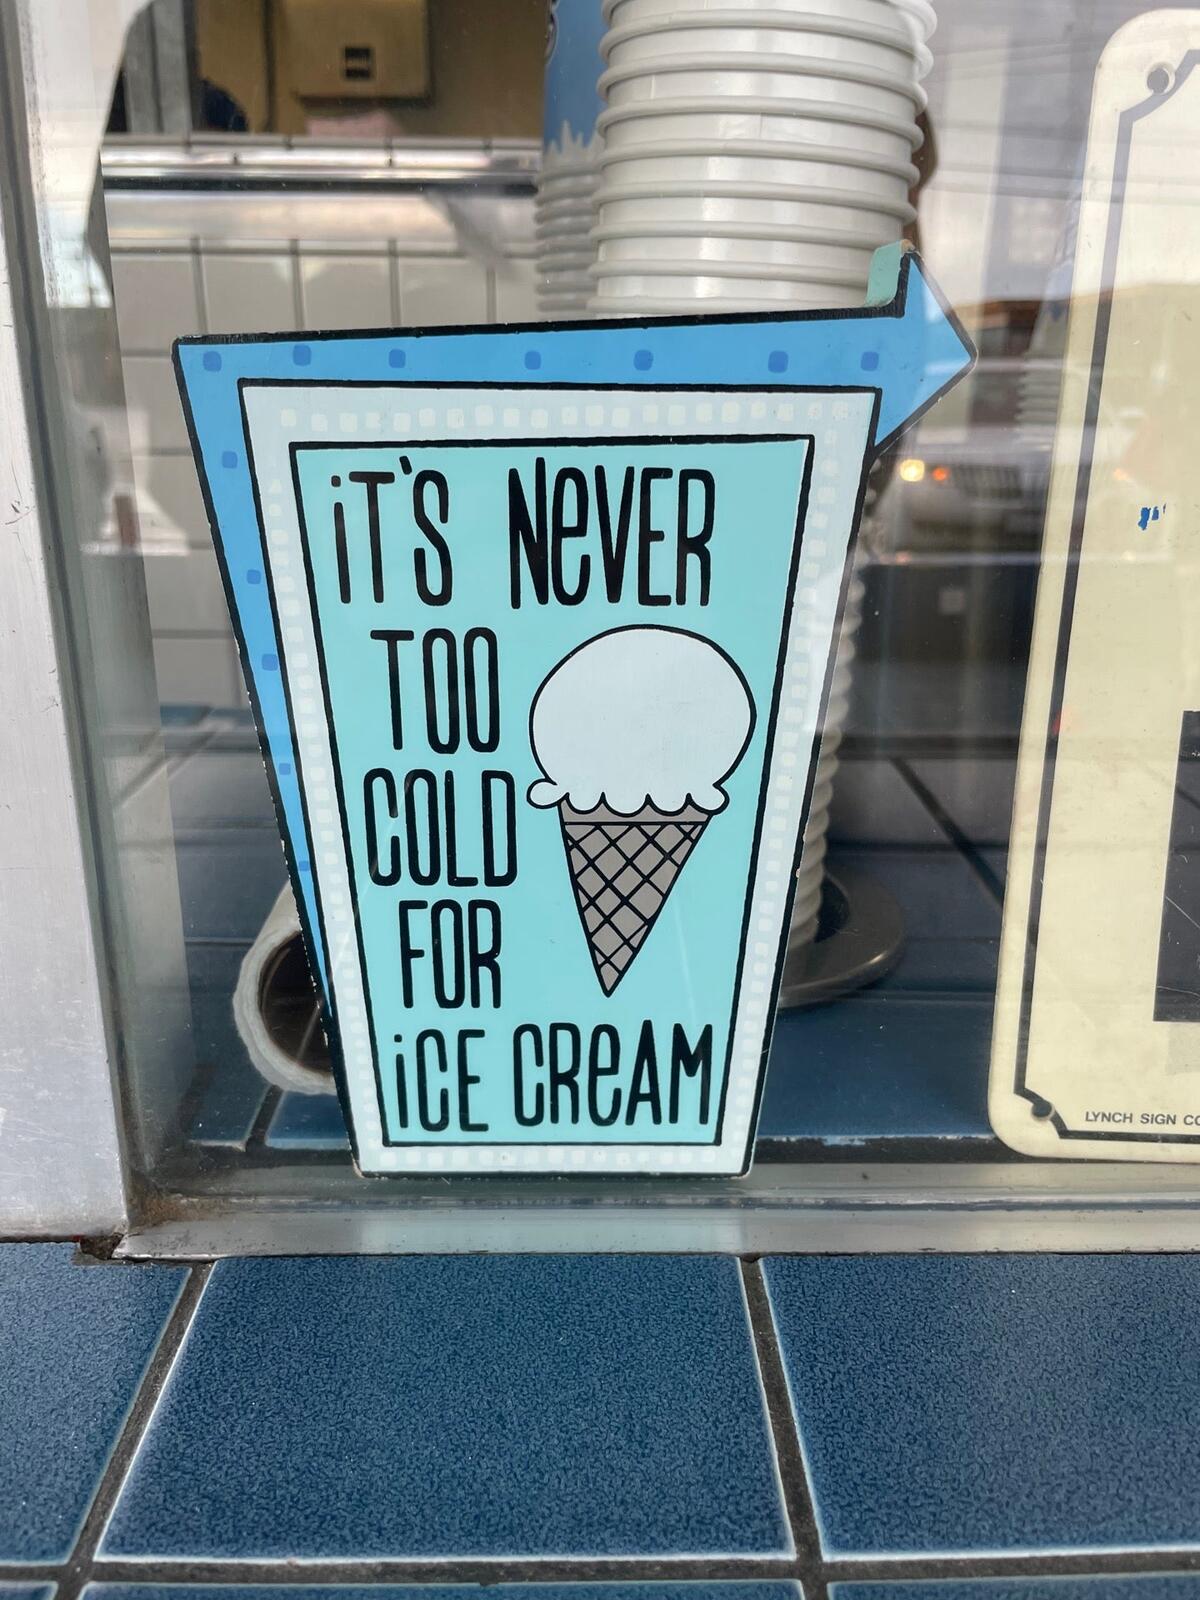 iT'S NeVER
TOO
COLD
FOR
iCE CReAM
LYNCH SIGN CO